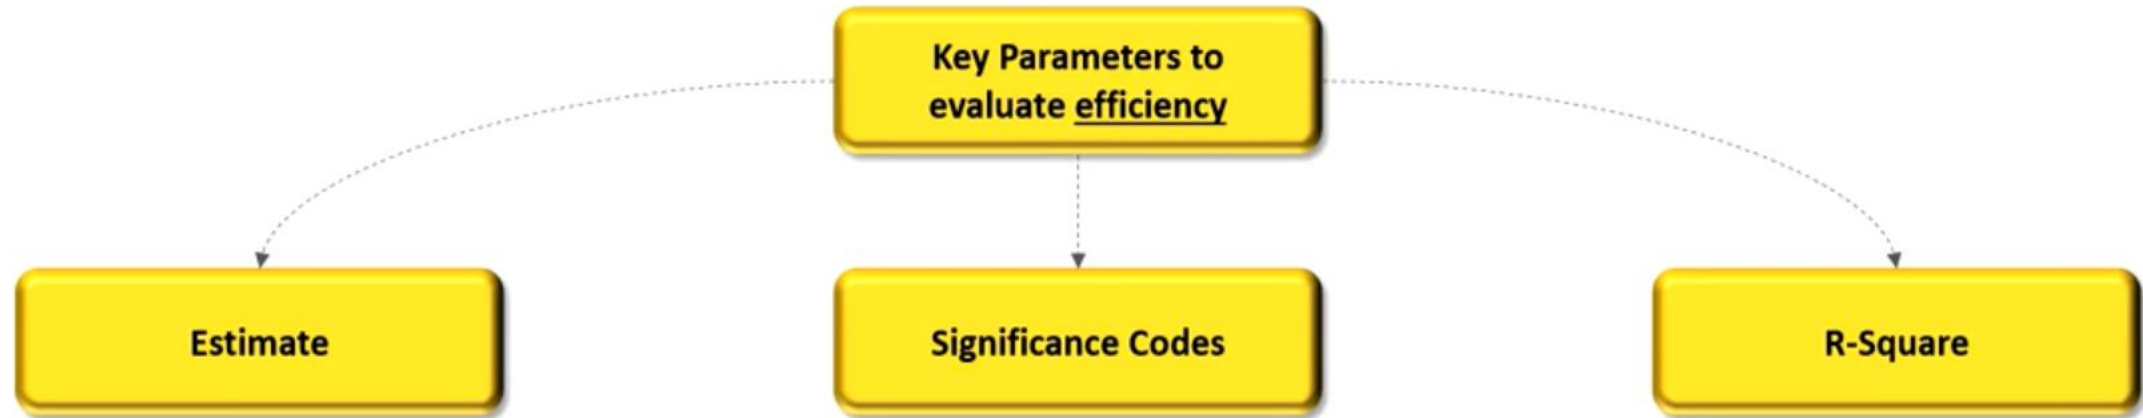 Key Parameters to
evaluate efficiency
Estimate
Significance Codes
R-Square